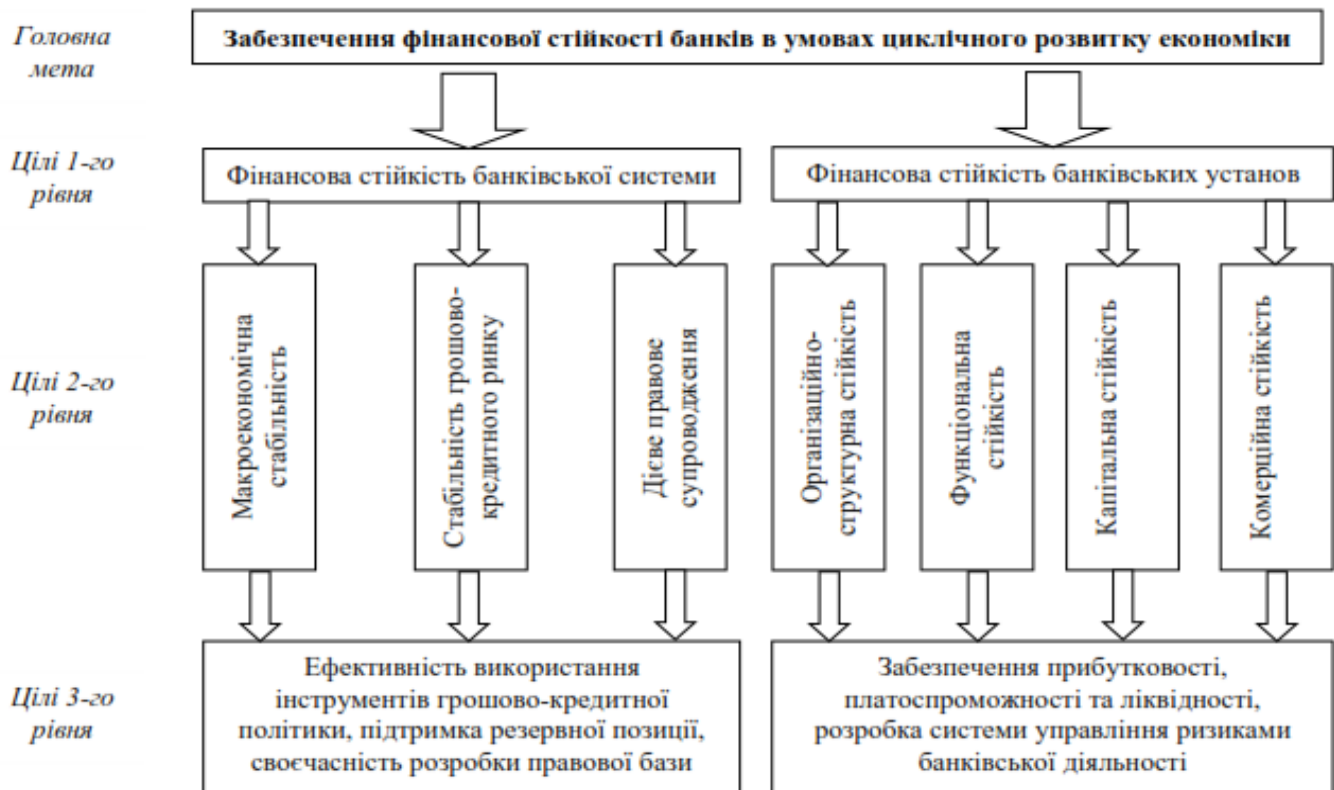 Головна
мета
Забезпечення фінансової стійкості банків в умовах циклічного розвитку економіки
Цілі 1-го
рівня
Фінансова стійкість банківської системи
Фінансова стійкість банківських установ
Цілі 2-го
рівня
Макроекономічна
стабільність
Стабільність грошово-
кредитного ринку
Дієве правове
супроводження
Організаційно-
структурна стійкість
Функціональна
стійкість
Капітальна стійкість
Комерційна стійкість
Цілі 3-го
рівня
Ефективність використання
інструментів грошово-кредитної
політики, підтримка резервної позиції,
своєчасність розробки правової бази
Забезпечення прибутковості,
платоспроможності та ліквідності,
розробка системи управління ризиками
банківської діяльності